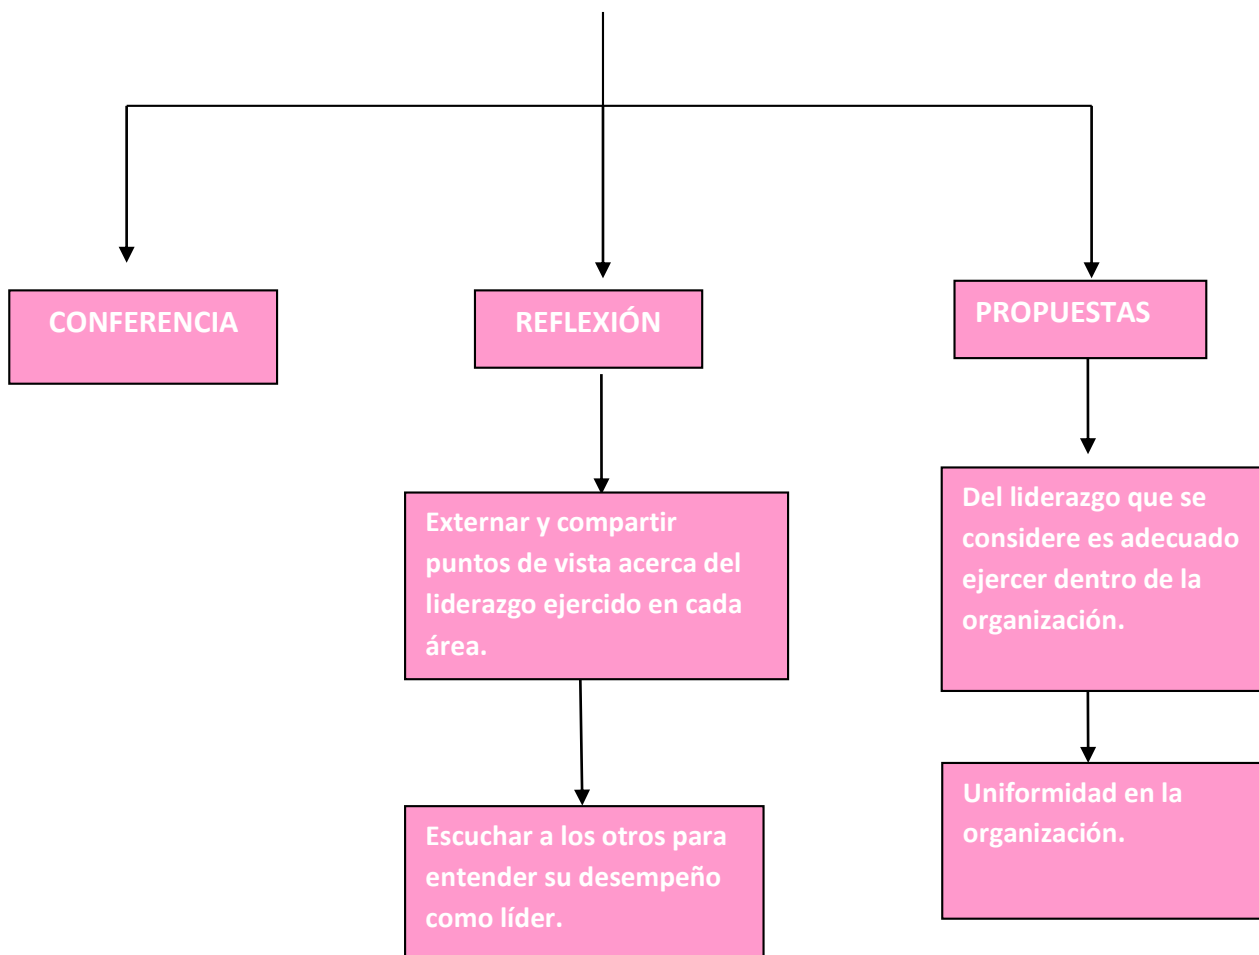 CONFERENCIA
REFLEXIÓN
PROPUESTAS
Externar y compartir
puntos de vista acerca del
liderazgo ejercido en cada
área.
Del liderazgo que se
considere es adecuado
ejercer dentro de la
organización.
Escuchar a los otros para
entender su desempeño
como líder.
Uniformidad en la
organización.